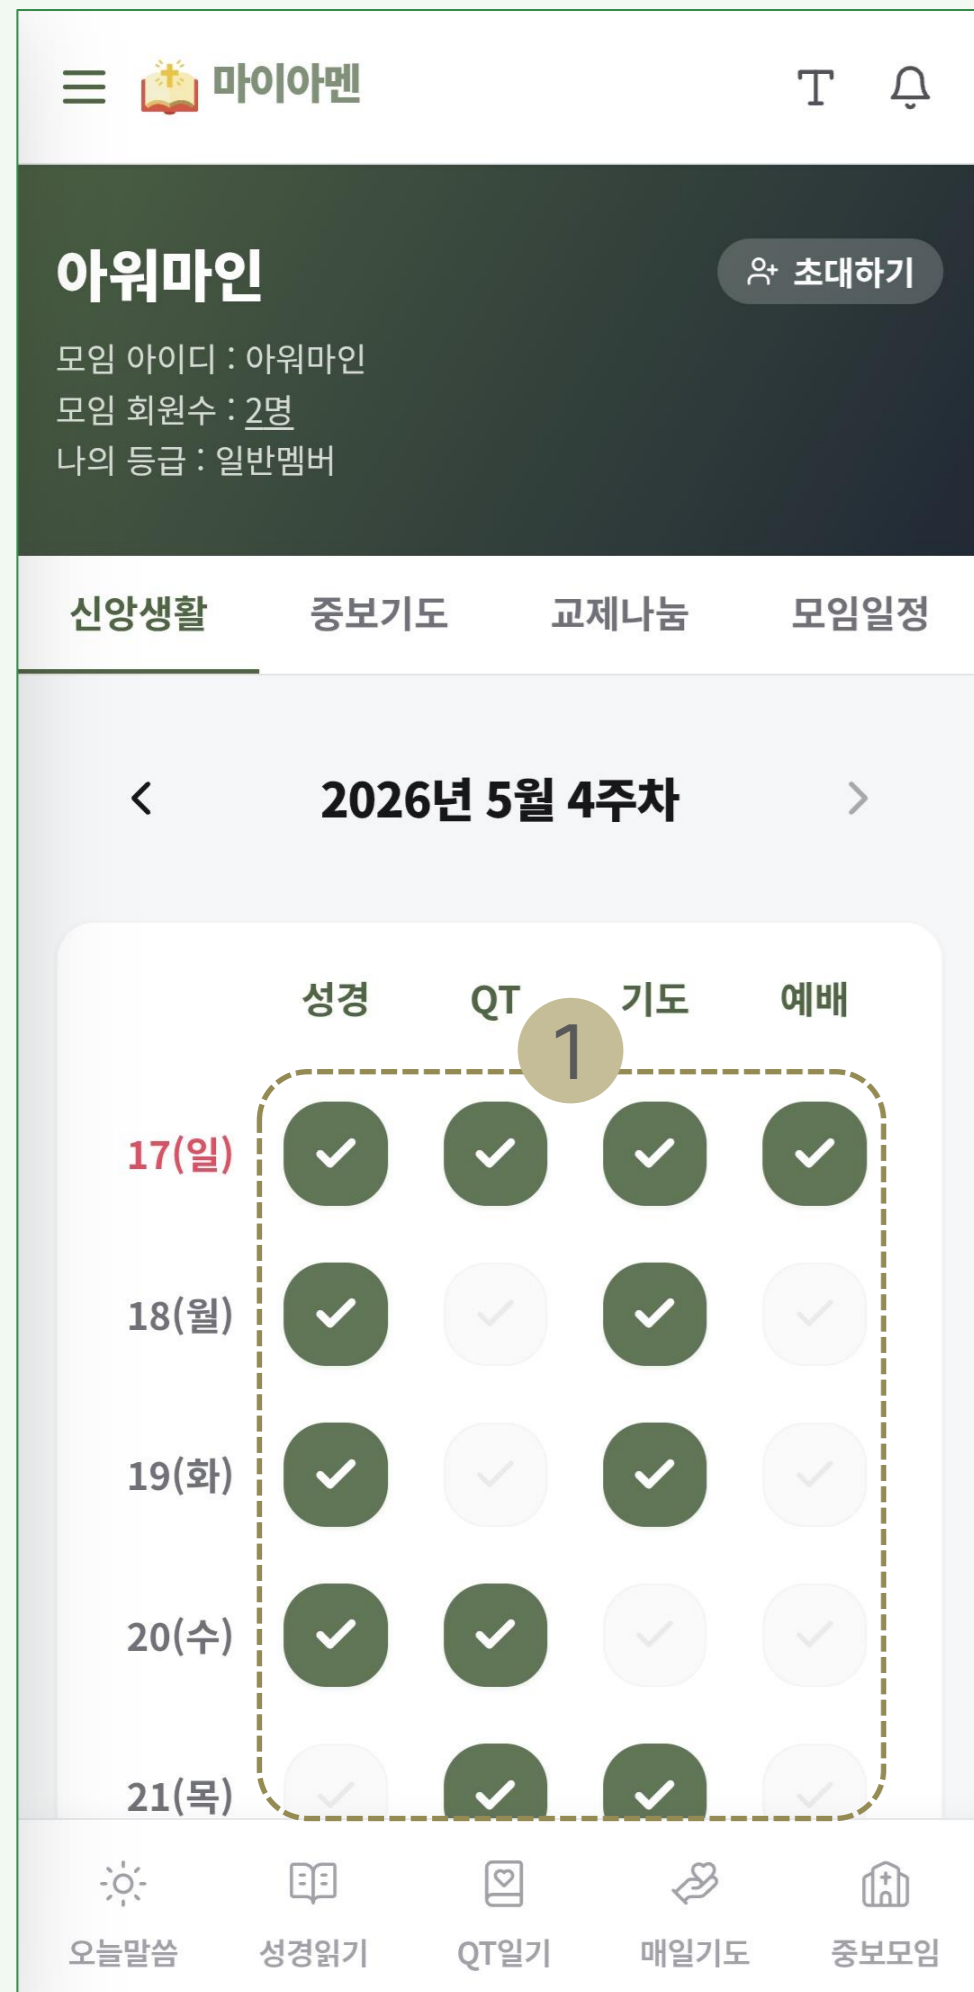 마이아멘
아워마인
초대하기
모임 아이디 : 아워마인
모임 회원수 : 2명
나의 등급 : 일반멤버
신앙생활 중보기도 교제나눔 모임일정
2026년 5월 4주차
성경 QT 기도 예배
1
17(일)
18(월)
19(화)
20(수)
21(목)
오늘말씀 성경읽기 QT일기 매일기도 중보모임